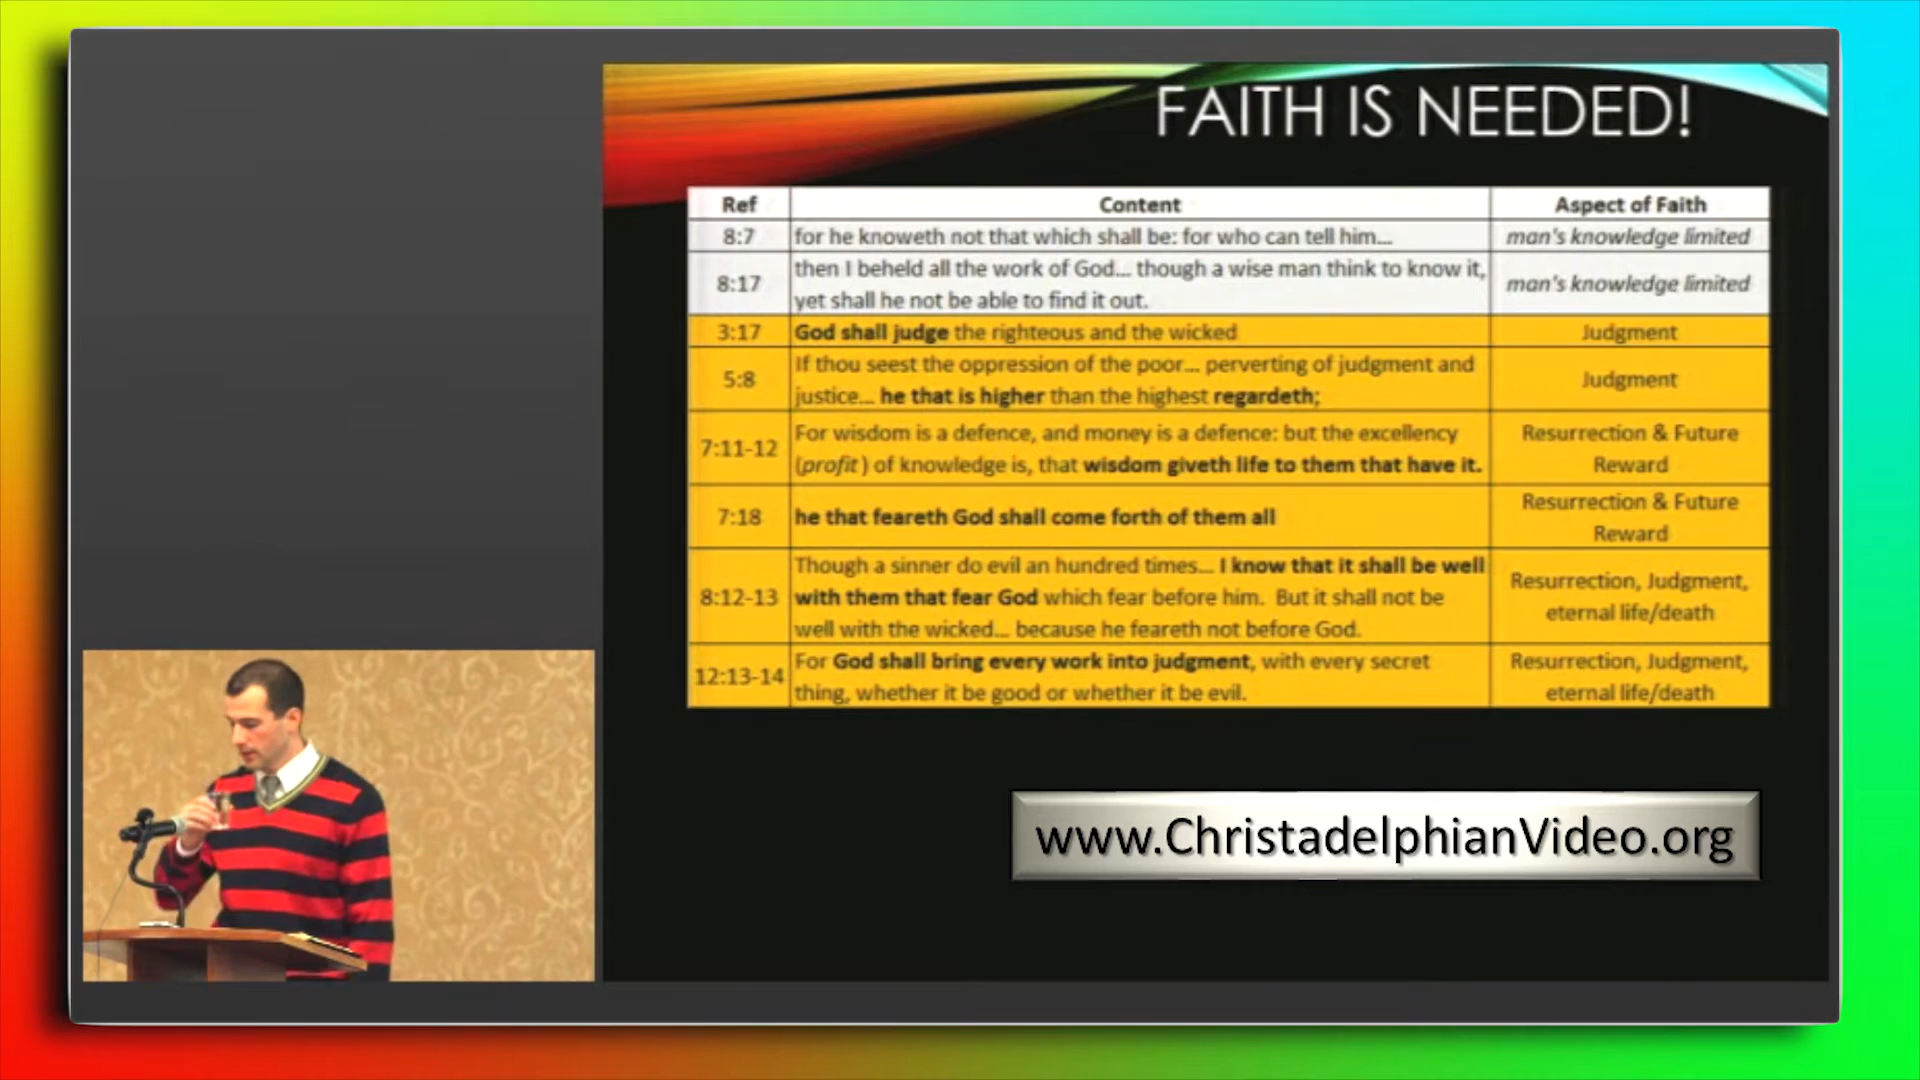 FAITH IS NEEDED!
Ref Content Aspect of Faith
8:7 for he knoweth not that which shall be: for who can tell him... man's knowledge limited
8:17 then I beheld all the work of God... though a wise man think to know it, man's knowledge limited
yet shall he not be able to find it out.
3:17 God shall judge the righteous and the wicked Judgment
5:8 If thou seest the oppression of the poor... perverting of judgment and Judgment
justice... he that is higher than the highest regardeth;
7:11-12 For wisdom is a defence, and money is a defence: but the excellency Resurrection & Future
(profit) of knowledge is, that wisdom giveth life to them that have it. Reward
7:18 he that feareth God shall come forth of them all Resurrection & Future
Reward
8:12-13 Though a sinner do evil an hundred times... I know that it shall be well Resurrection, Judgment,
with them that fear God which fear before him. But it shall not be eternal life/death
well with the wicked... because he feareth not before God.
12:13-14 For God shall bring every work into judgment, with every secret Resurrection, Judgment,
thing, whether it be good or whether it be evil. eternal life/death
www.ChristadelphianVideo.org